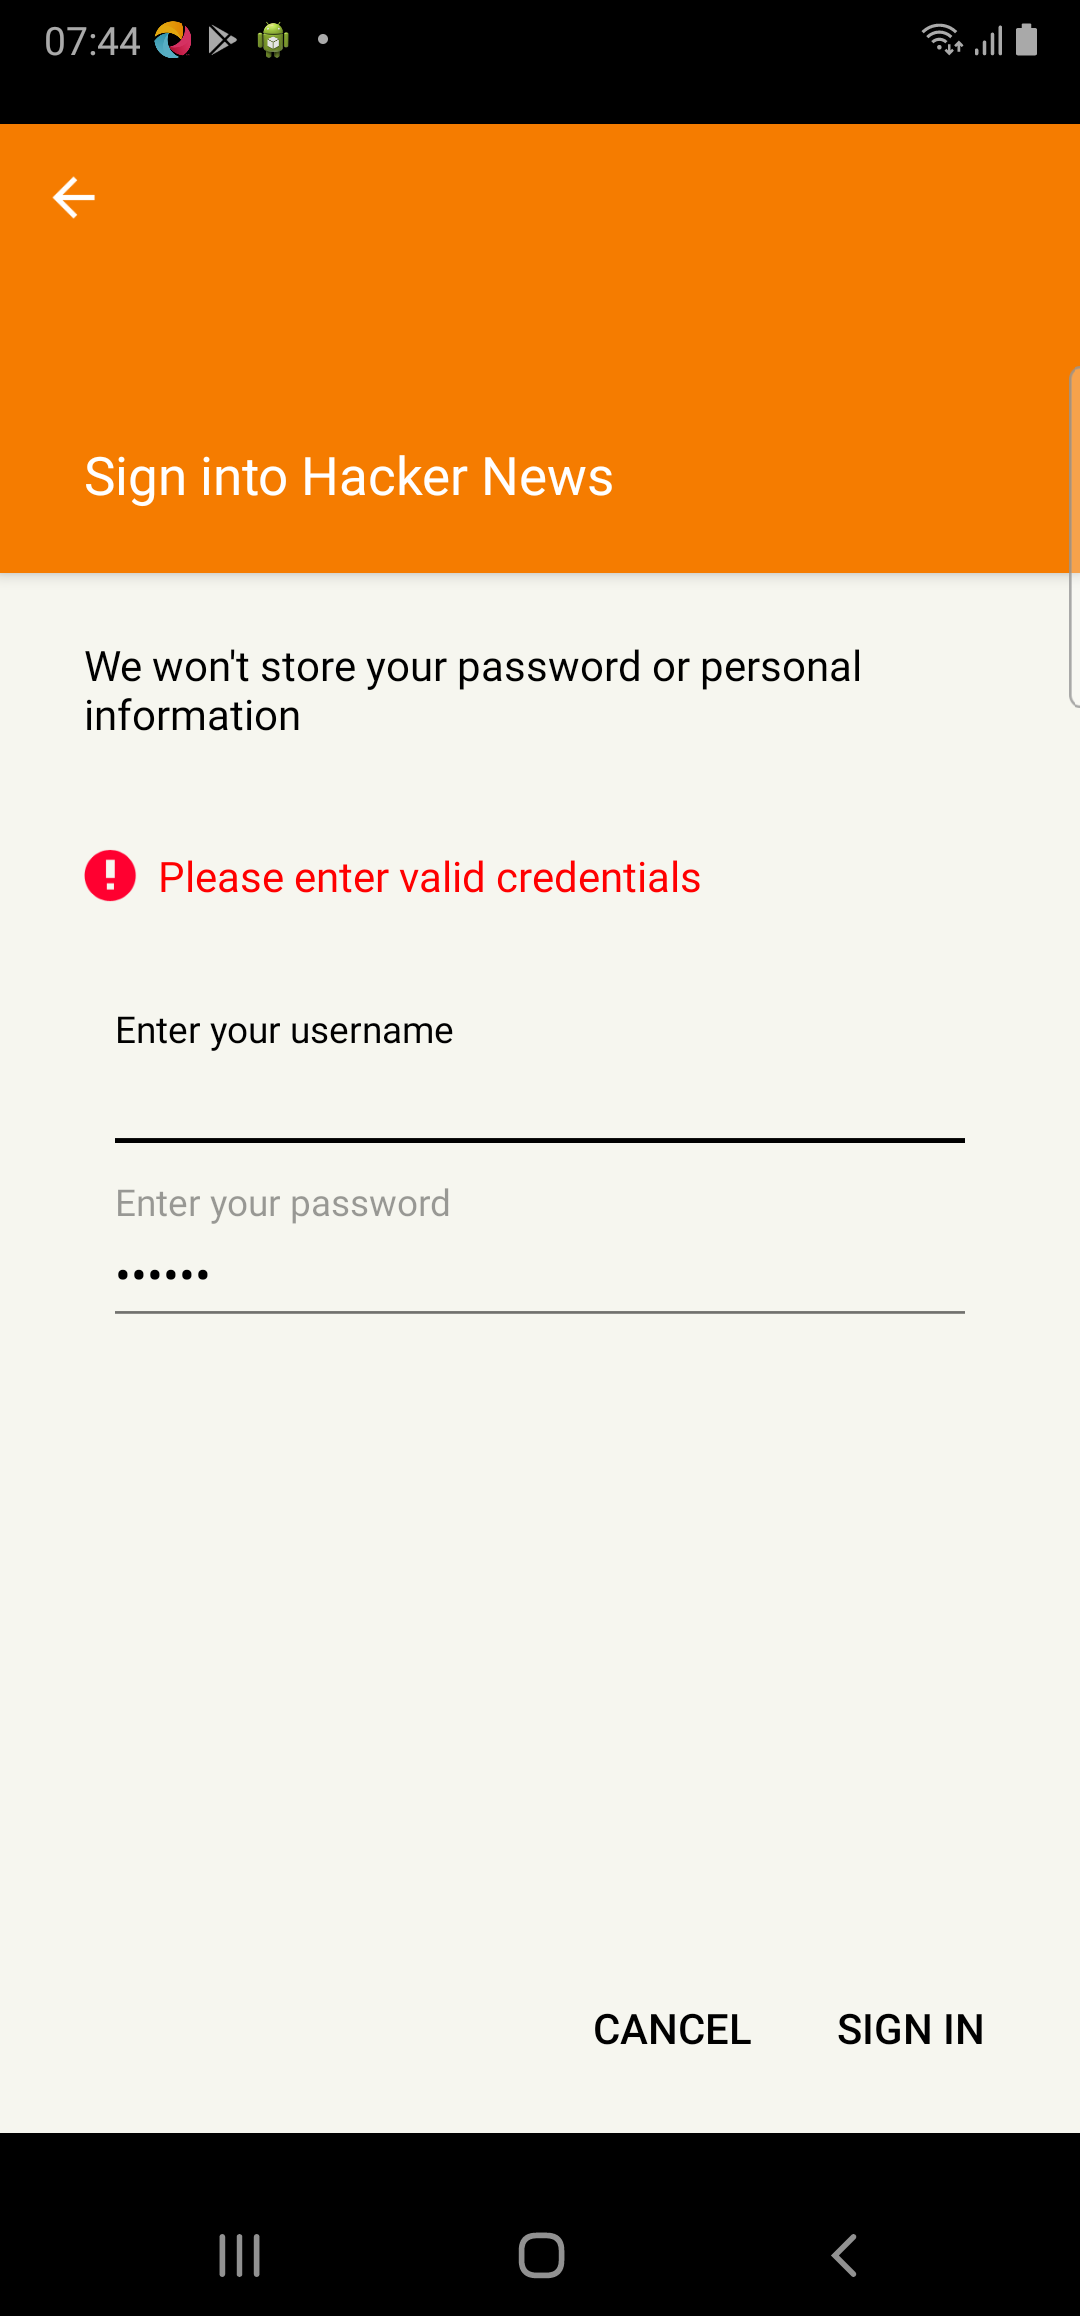 07:44
Sign into Hacker News
We won't store your password or personal
information
Please enter valid credentials
Enter your username
Enter your password
••••••
CANCEL SIGN IN